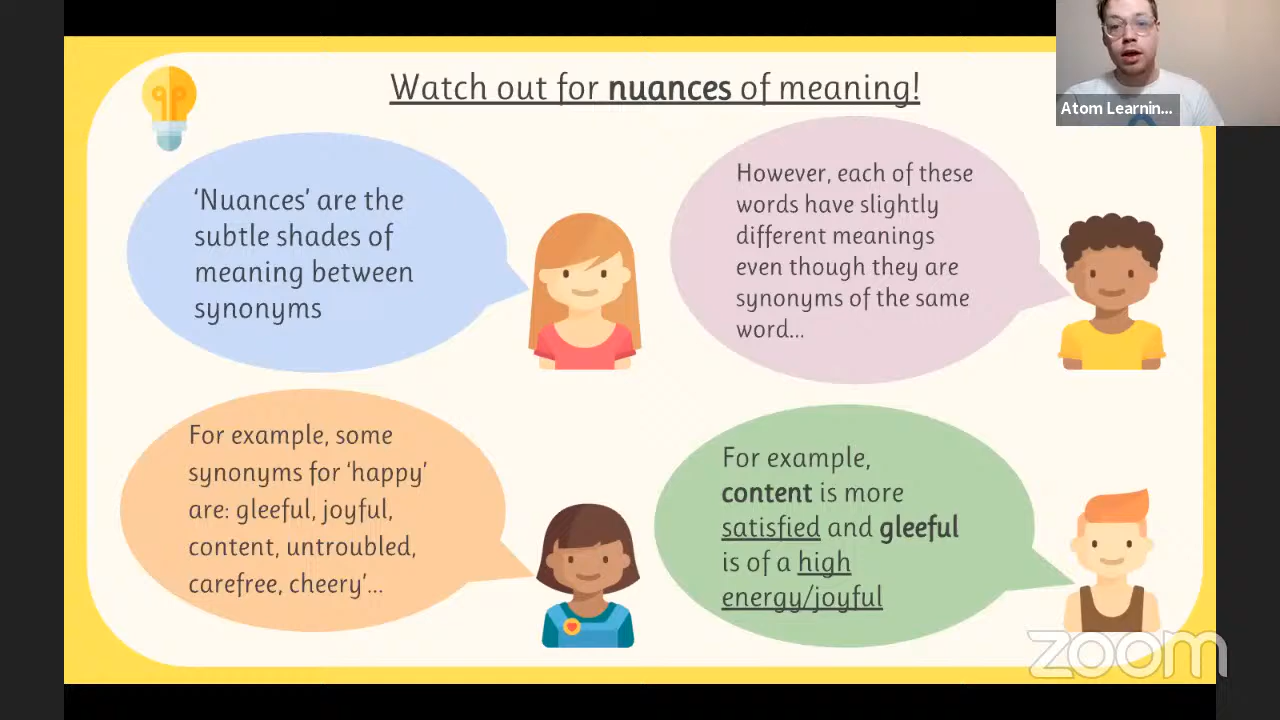 Watch out for nuances of meaning!
Atom Learnin...
‘Nuances’ are the
subtle shades of
meaning between
synonyms
However, each of these
words have slightly
different meanings
even though they are
synonyms of the same
word...
For example, some
synonyms for ‘happy’
are: gleeful, joyful,
content, untroubled,
carefree, cheery’...
For example,
content is more
satisfied and gleeful
is of a high
energy/joyful
zoom